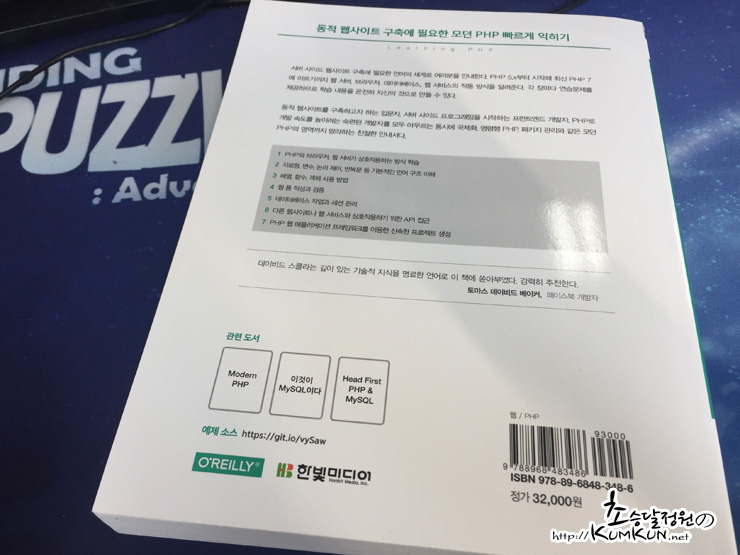 NDING
PUZZL
: Adve
동적 웹사이트 구축에 필요한 모던 PHP 빠르게 익히기
Learning PHP
서버 사이드 웹사이트 구축에 필요한 언어의 세계로 여러분을 안내한다. PHP 5.x부터 시작해 최신 PHP 7
에 이르기까지 웹 서버, 브라우저, 데이터베이스, 웹 서비스의 작동 방식을 알려준다. 각 장마다 연습문제를
제공하므로 학습 내용을 온전히 자신의 것으로 만들 수 있다.
동적 웹사이트를 구축하고자 하는 입문자, 서버 사이드 프로그래밍을 시작하는 프런트엔드 개발자, PHP로
개발 속도를 높이려는 숙련된 개발자를 모두 아우르는 동시에 국제화, 명령행 PHP, 패키지 관리와 같은 모던
PHP의 영역까지 망라하는 친절한 안내서다.
1 PHP와 브라우저, 웹 서버가 상호작용하는 방식 학습
2 자료형, 변수, 논리 제어, 반복문 등 기본적인 언어 구조 이해
3 배열, 함수, 객체 사용 방법
4 웹 폼 작성과 검증
5 데이터베이스 작업과 세션 관리
6 다른 웹사이트나 웹 서비스와 상호작용하기 위한 API 접근
7 PHP 웹 애플리케이션 프레임워크를 이용한 신속한 프로젝트 생성
데이비드 스클라는 깊이 있는 기술적 지식을 명료한 언어로 이 책에 쏟아부었다. 강력히 추천한다.
토마스 데이비드 베이커, 페이스북 개발자
관련 도서
Modern
PHP
이것이
MySQL이다
Head First
PHP &
MySQL
예제 소스 https://git.io/vySaw
O'REILLY
HB 한빛미디어
Hanbit Media, Inc.
웹 / PHP
93000
9 788968 483486
ISBN 978-89-6848-348-6
정가 32,000원
초승달정원の
http://KUMKUN.net